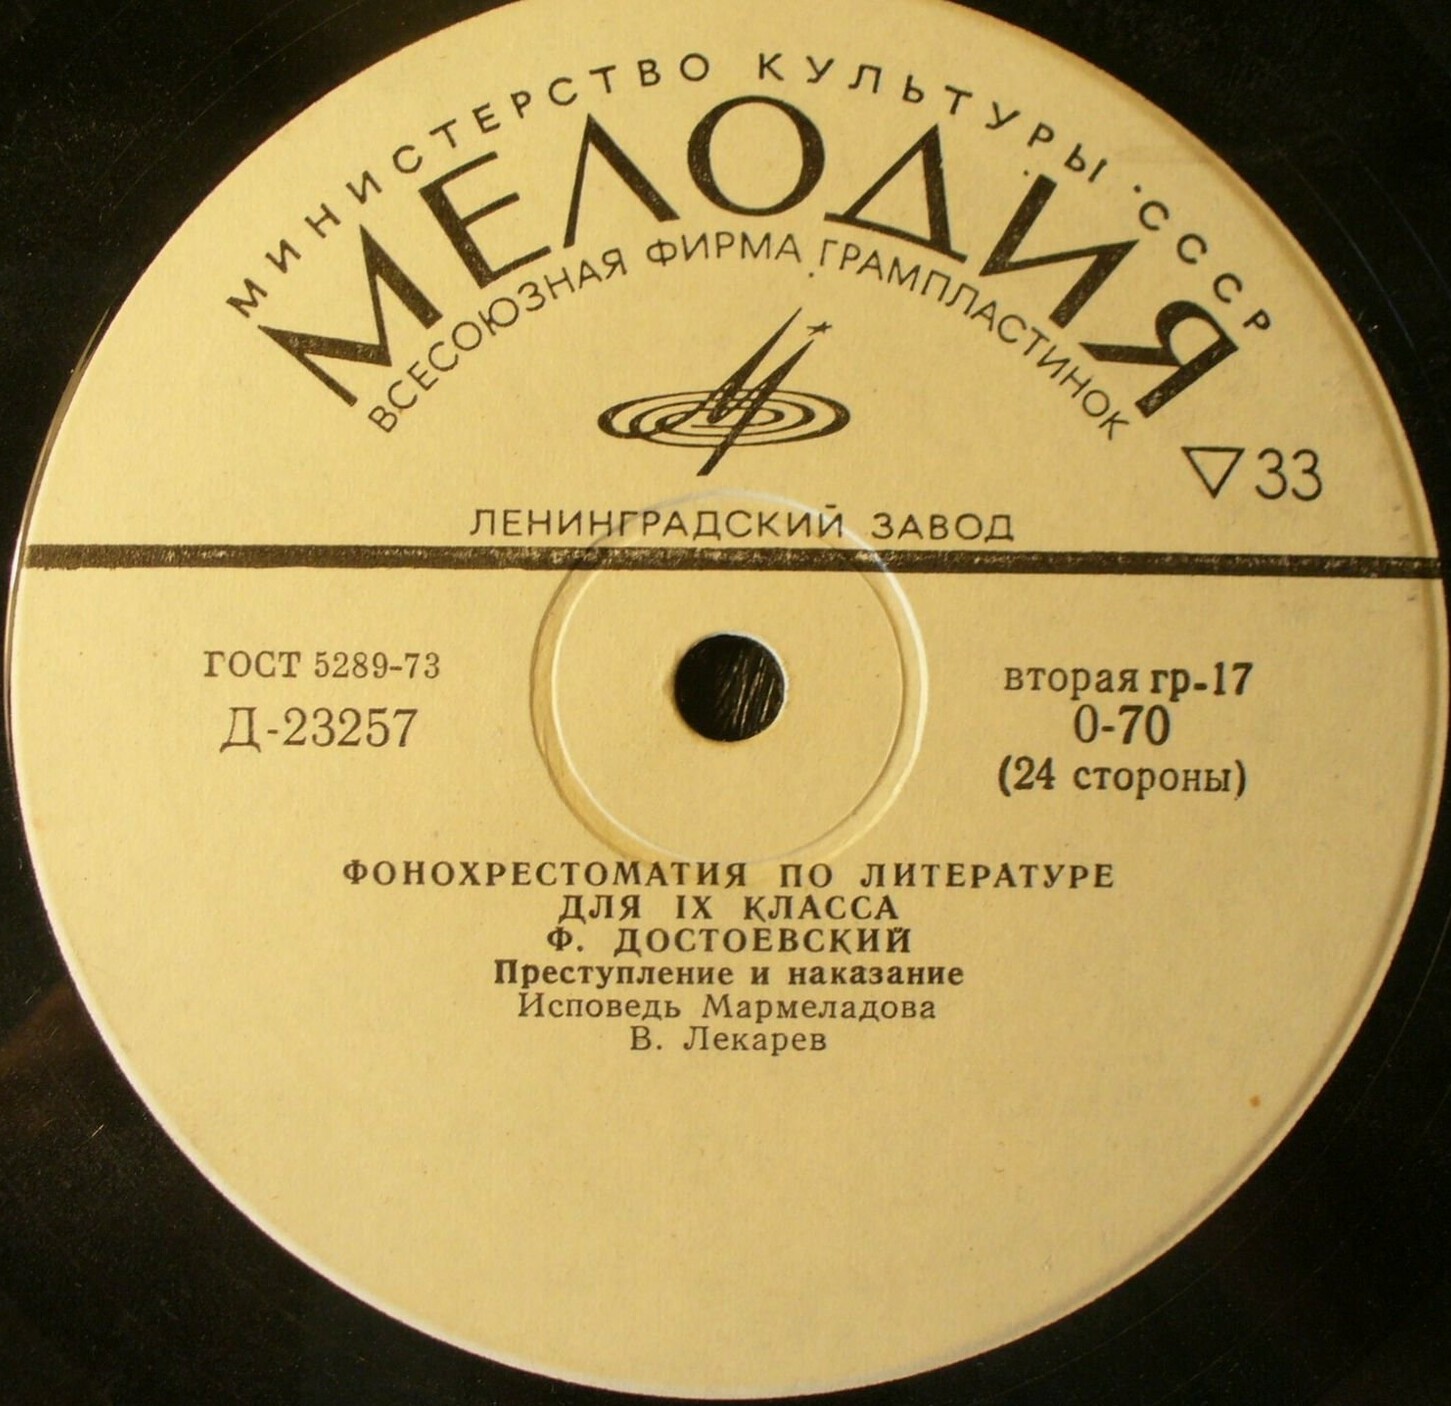 МИНИСТЕРСТВО КУЛЬТУРЫ СССР
МЕЛОДИЯ
ВСЕСОЮЗНАЯ ФИРМА ГРАМПЛАСТИНОК
33
ЛЕНИНГРАДСКИЙ ЗАВОД
ГОСТ 5289-73
Д-23257
вторая гр-17
0-70
(24 стороны)
ФОНОХРЕСТОМАТИЯ ПО ЛИТЕРАТУРЕ
ДЛЯ IX КЛАССА
Ф. ДОСТОЕВСКИЙ
Преступление и наказание
Исповедь Мармеладова
В. Лекарев